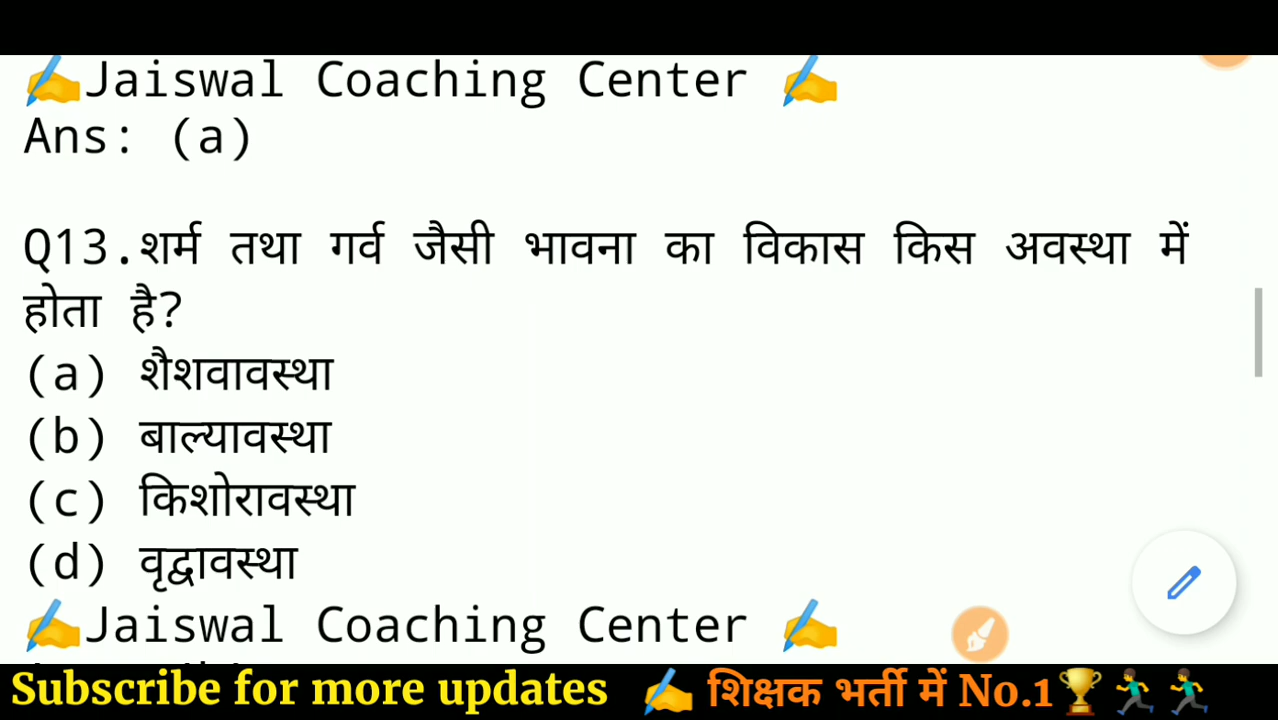 ✍Jaiswal Coaching Center ✍
Ans: (a)
Q13.शर्म तथा गर्व जैसी भावना का विकास किस अवस्था में
होता है?
(a) शैशवावस्था
(b) बाल्यावस्था
(c) किशोरावस्था
(d) वृद्वावस्था
✍Jaiswal Coaching Center ✍
Subscribe for more updates ✍ शिक्षक भर्ती में No.1🏆🏃‍♂️🏃‍♂️